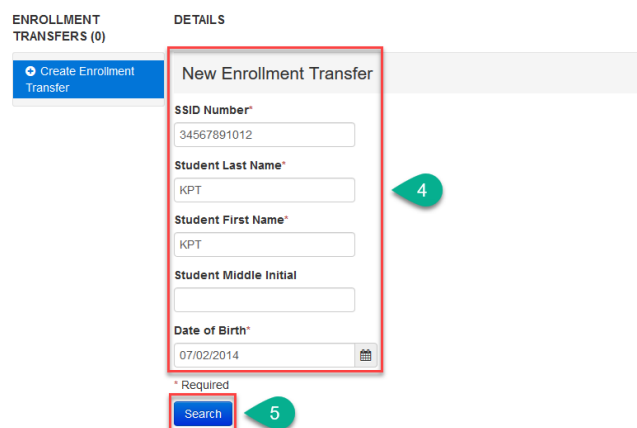 ENROLLMENT
TRANSFERS (0)
DETAILS
Create Enrollment
Transfer
New Enrollment Transfer
SSID Number*
34567891012
Student Last Name*
KPT
4
Student First Name*
KPT
Student Middle Initial
Date of Birth*
07/02/2014
* Required
Search
5